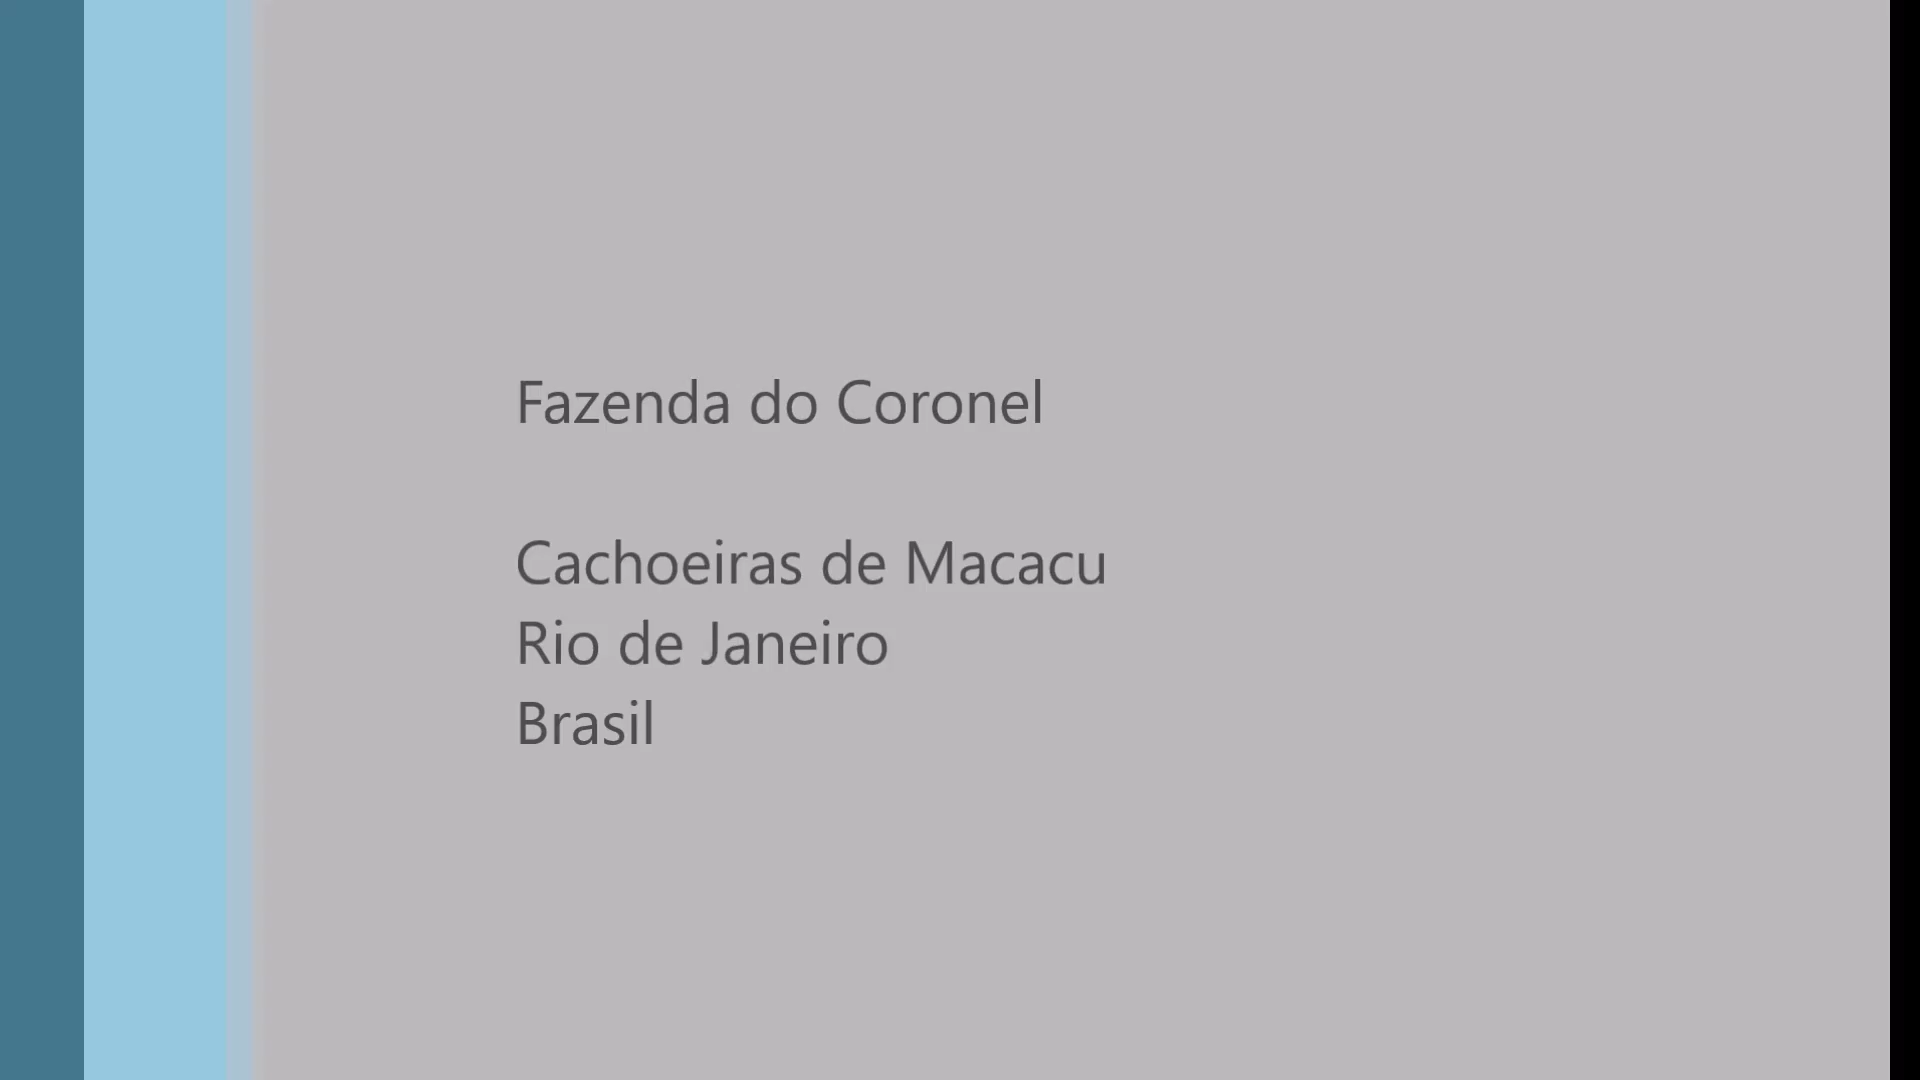 Fazenda do Coronel
Cachoeiras de Macacu
Rio de Janeiro
Brasil